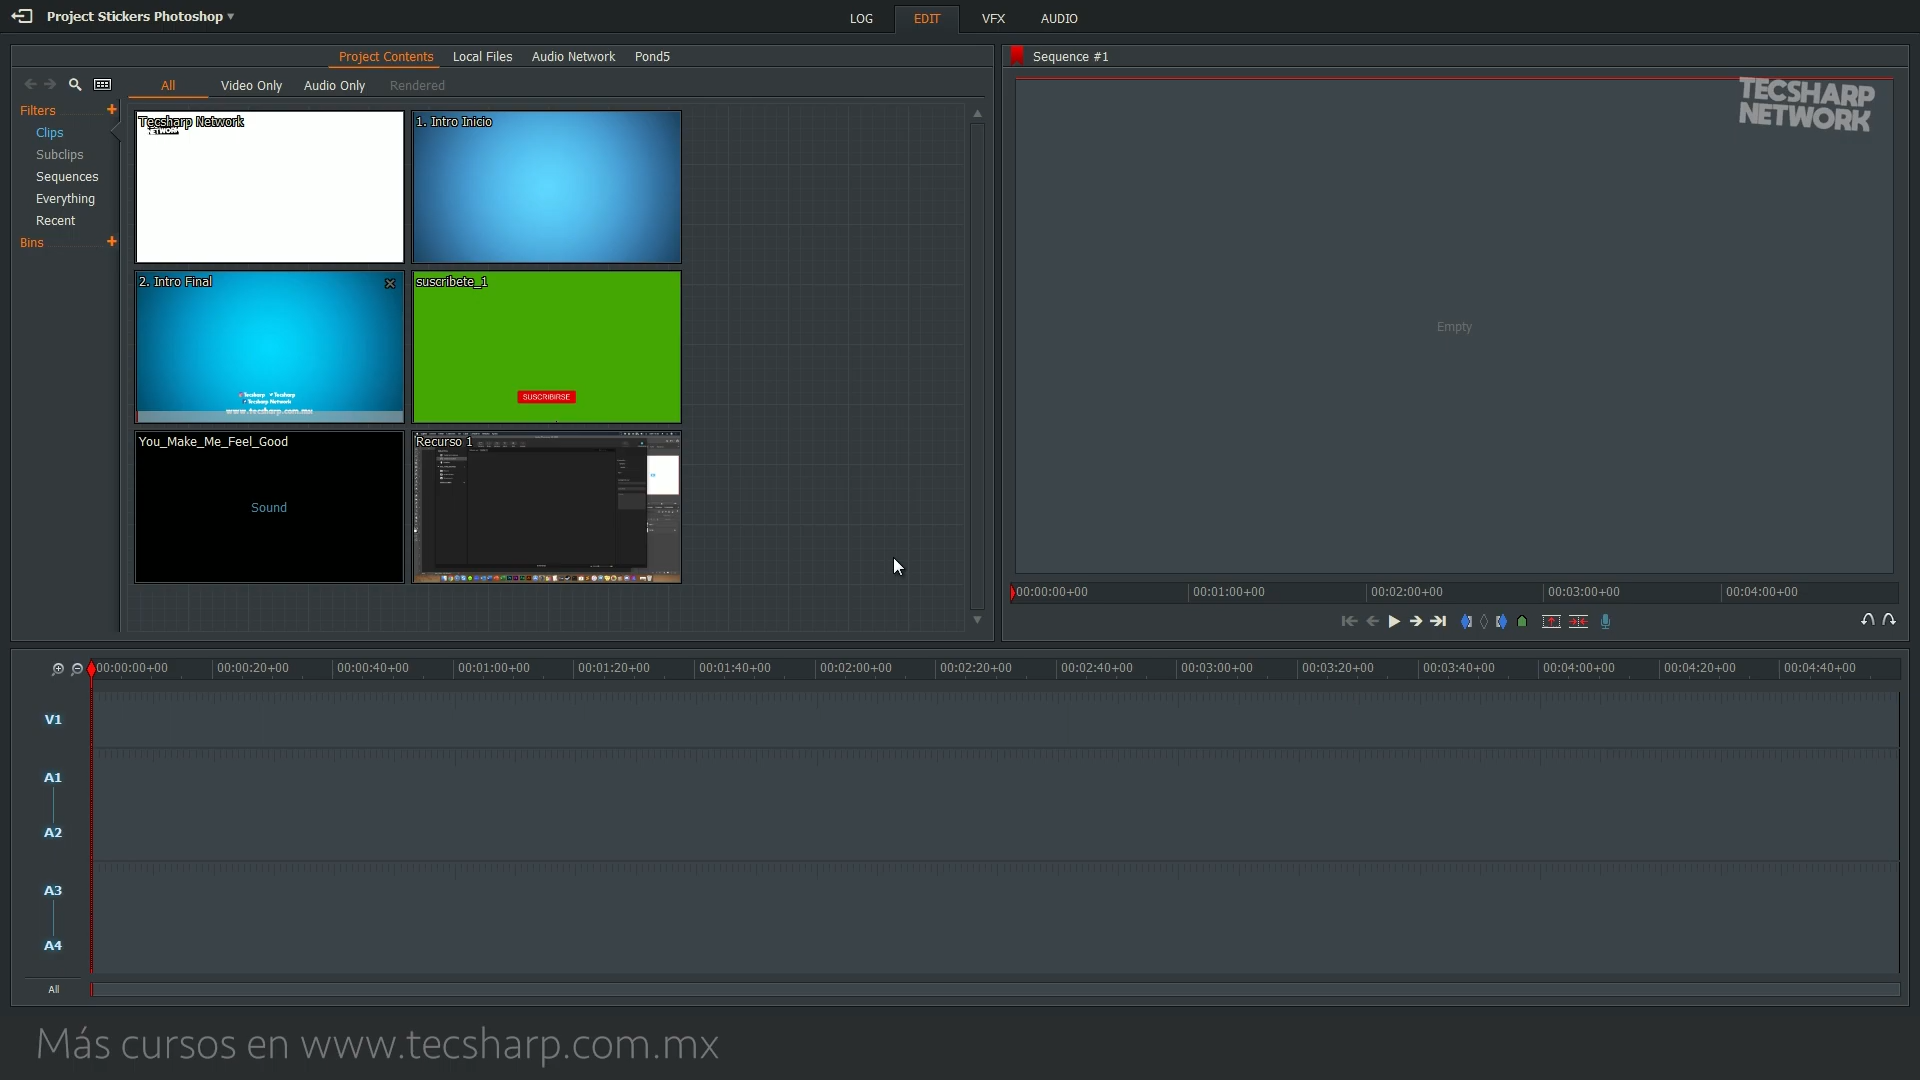 Project Stickers Photoshop
LOG EDIT VFX AUDIO
Project Contents Local Files Audio Network Pond5
Sequence #1
All Video Only Audio Only Rendered
Filters
Clips
Subclips
Sequences
Everything
Recent
Bins
Tecsharp Network
NETWORK
1. Intro Inicio
2. Intro Final
Tecsharp Tecsharp
Tecsharp Network
www.tecsharp.com.mx
suscribete_1
SUSCRIBIRSE
You_Make_Me_Feel_Good
Sound
Recurso 1
TECSHARP
NETWORK
Empty
00:00:00+00 00:01:00+00 00:02:00+00 00:03:00+00 00:04:00+00
00:00:00+00 00:00:20+00 00:00:40+00 00:01:00+00 00:01:20+00 00:01:40+00 00:02:00+00 00:02:20+00 00:02:40+00 00:03:00+00 00:03:20+00 00:03:40+00 00:04:00+00 00:04:20+00 00:04:40+00
V1
A1
A2
A3
A4
All
Más cursos en www.tecsharp.com.mx